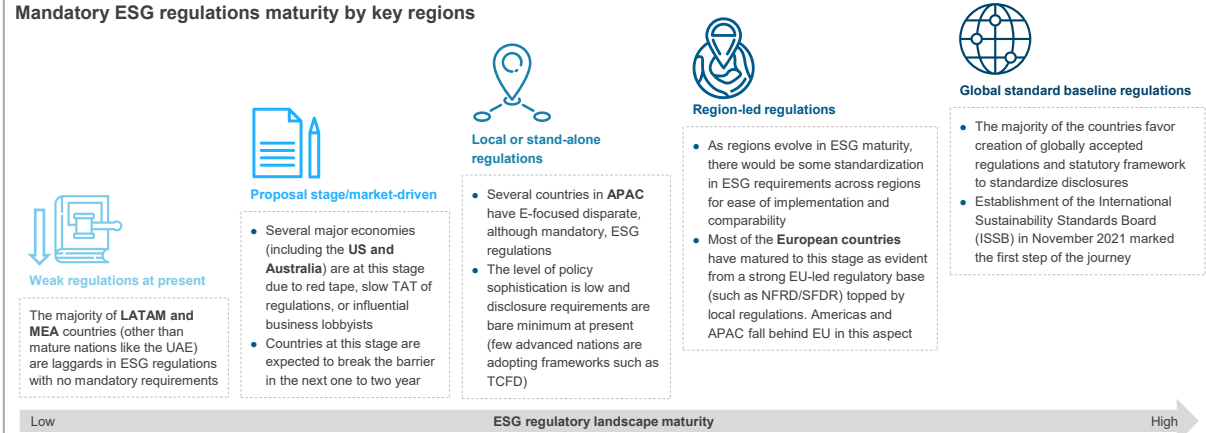 Mandatory ESG regulations maturity by key regions
Weak regulations at present
The majority of LATAM and
MEA countries (other than
mature nations like the UAE)
are laggards in ESG regulations
with no mandatory requirements
Proposal stage/market-driven
● Several major economies
(including the US and
Australia) are at this stage
due to red tape, slow TAT of
regulations, or influential
business lobbyists
● Countries at this stage are
expected to break the barrier
in the next one to two year
Local or stand-alone
regulations
● Several countries in APAC
have E-focused disparate,
although mandatory, ESG
regulations
● The level of policy
sophistication is low and
disclosure requirements are
bare minimum at present
(few advanced nations are
adopting frameworks such as
TCFD)
Region-led regulations
● As regions evolve in ESG maturity,
there would be some standardization
in ESG requirements across regions
for ease of implementation and
comparability
● Most of the European countries
have matured to this stage as evident
from a strong EU-led regulatory base
(such as NFRD/SFDR) topped by
local regulations. Americas and
APAC fall behind EU in this aspect
Global standard baseline regulations
● The majority of the countries favor
creation of globally accepted
regulations and statutory framework
to standardize disclosures
● Establishment of the International
Sustainability Standards Board
(ISSB) in November 2021 marked
the first step of the journey
Low ESG regulatory landscape maturity High